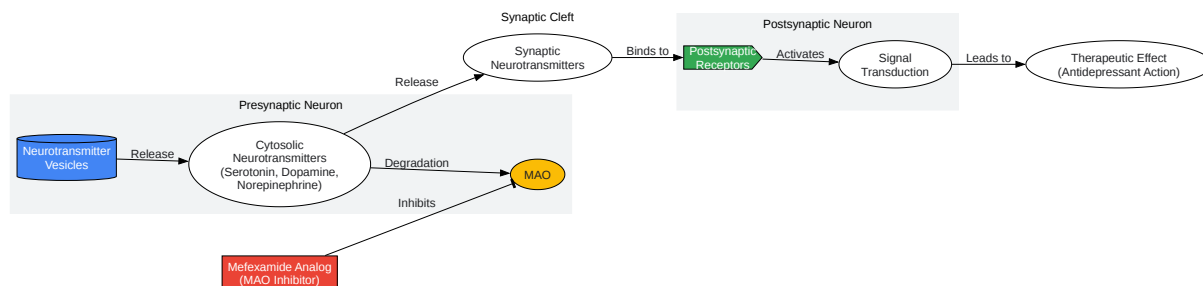 Synaptic Cleft
Synaptic
Neurotransmitters
Release
Binds to
Postsynaptic Neuron
Postsynaptic
Receptors
Activates
Signal
Transduction
Leads to
Therapeutic Effect
(Antidepressant Action)
Presynaptic Neuron
Neurotransmitter
Vesicles
Release
Cytosolic
Neurotransmitters
(Serotonin, Dopamine,
Norepinephrine)
Degradation
MAO
Inhibits
Mefexamide Analog
(MAO Inhibitor)